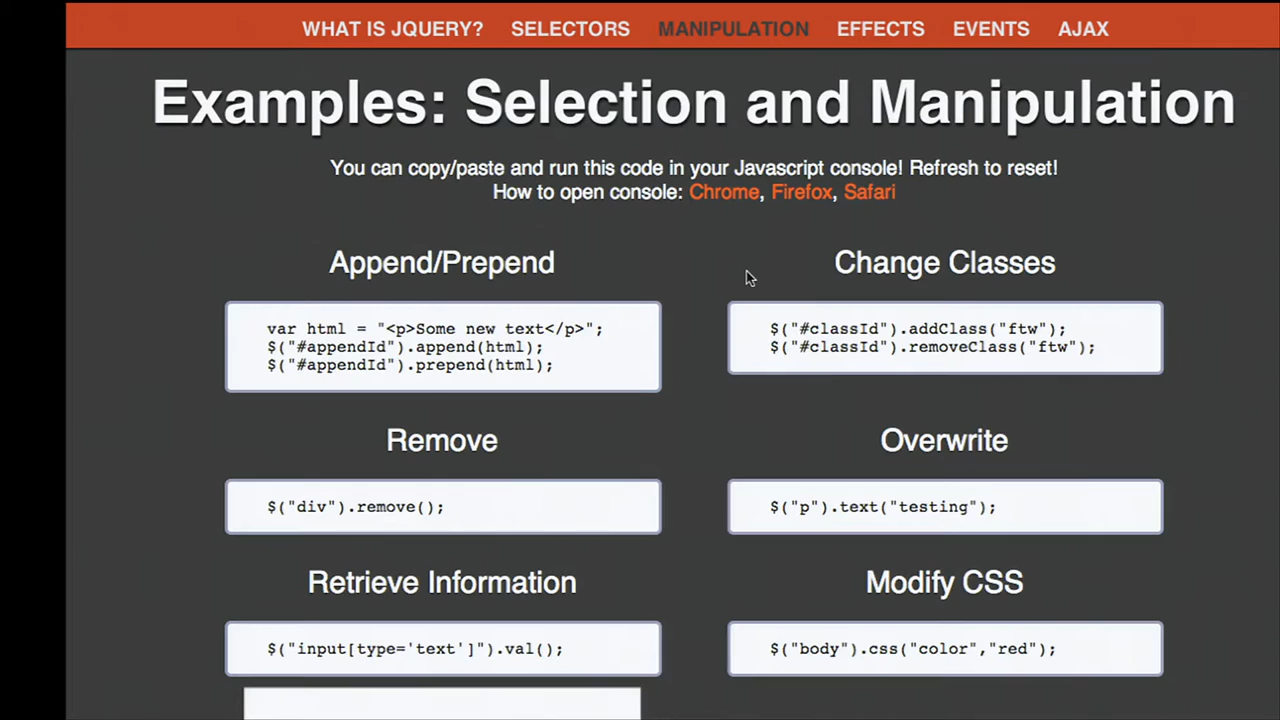 WHAT IS JQUERY? SELECTORS MANIPULATION EFFECTS EVENTS AJAX
Examples: Selection and Manipulation
You can copy/paste and run this code in your Javascript console! Refresh to reset!
How to open console: Chrome, Firefox, Safari
Append/Prepend
var html = "<p>Some new text</p>";
$("#appendId").append(html);
$("#appendId").prepend(html);
Change Classes
$("#classId").addClass("ftw");
$("#classId").removeClass("ftw");
Remove
$("div").remove();
Overwrite
$("p").text("testing");
Retrieve Information
$("input[type='text']").val();
Modify CSS
$("body").css("color","red");